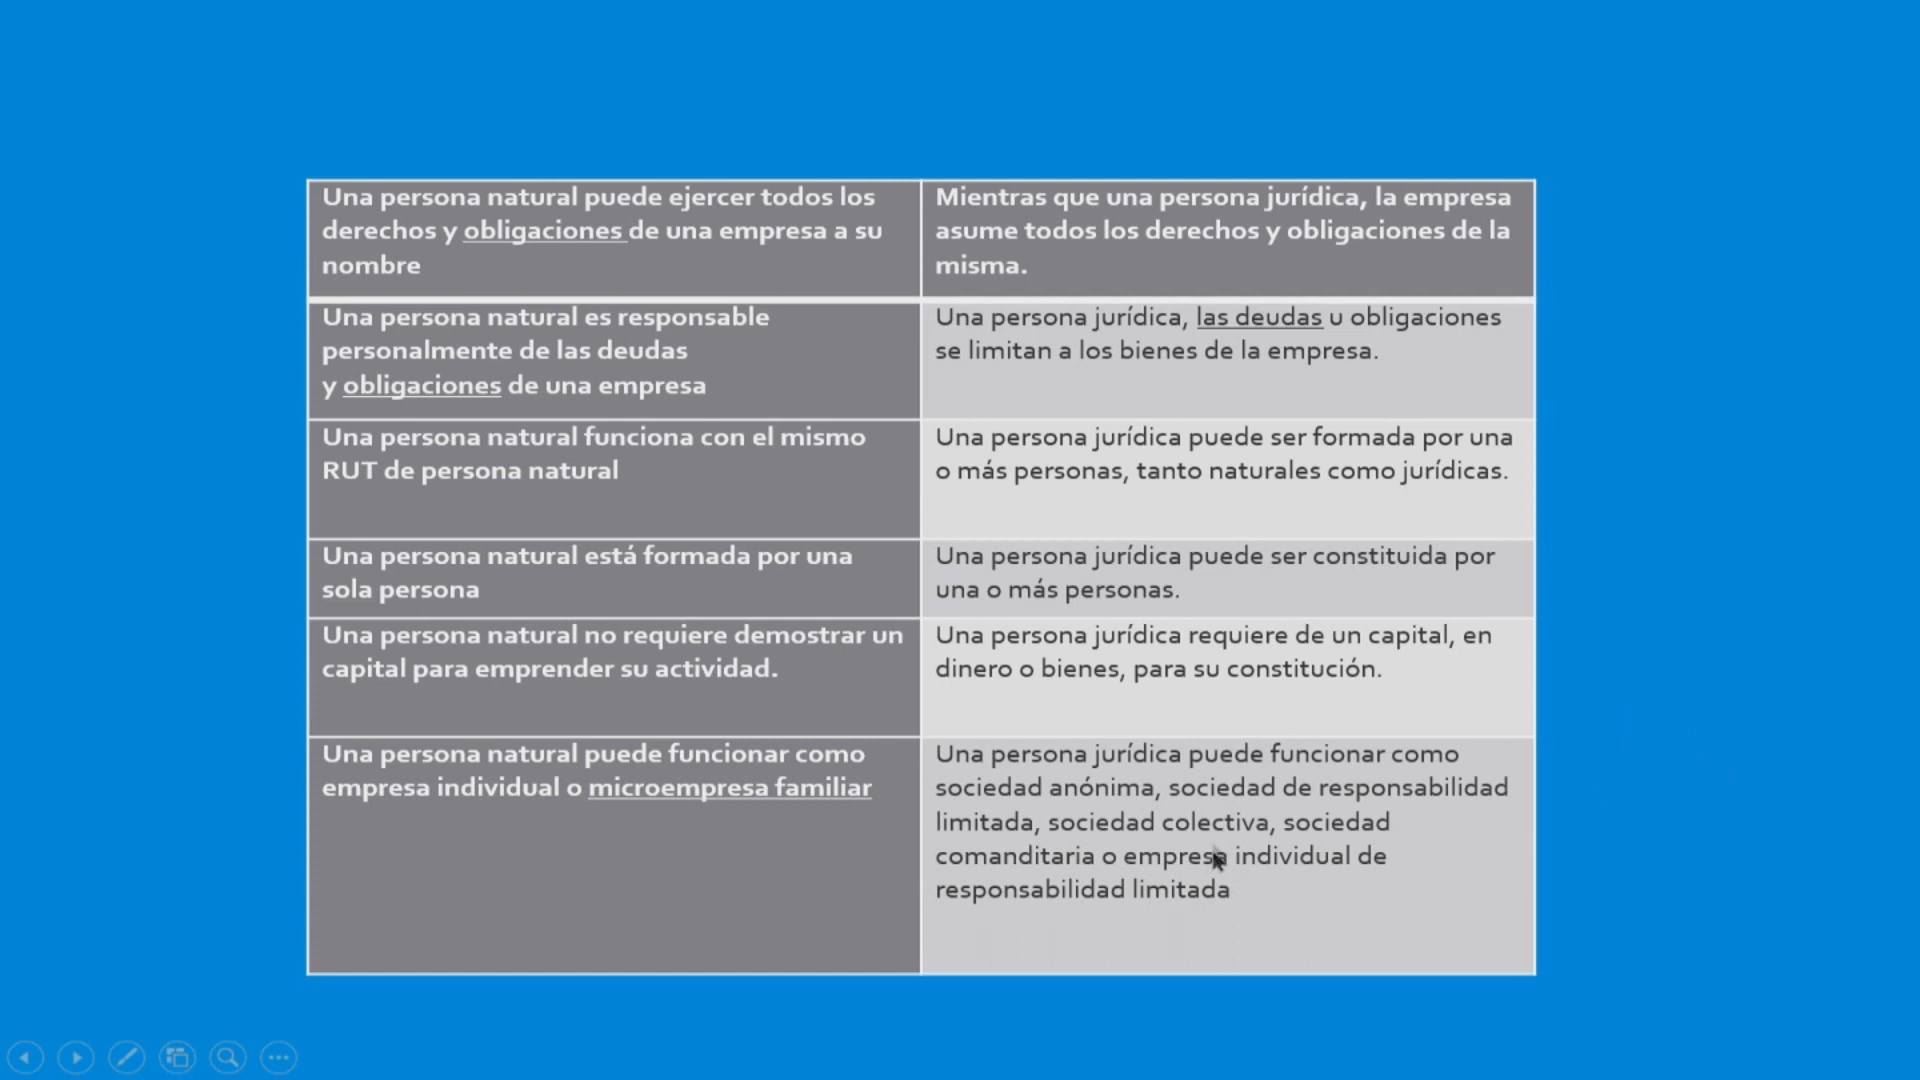 Una persona natural puede ejercer todos los
derechos y obligaciones de una empresa a su
nombre
Mientras que una persona jurídica, la empresa
asume todos los derechos y obligaciones de la
misma.
Una persona natural es responsable
personalmente de las deudas
y obligaciones de una empresa
Una persona jurídica, las deudas u obligaciones
se limitan a los bienes de la empresa.
Una persona natural funciona con el mismo
RUT de persona natural
Una persona jurídica puede ser formada por una
o más personas, tanto naturales como jurídicas.
Una persona natural está formada por una
sola persona
Una persona jurídica puede ser constituida por
una o más personas.
Una persona natural no requiere demostrar un
capital para emprender su actividad.
Una persona jurídica requiere de un capital, en
dinero o bienes, para su constitución.
Una persona natural puede funcionar como
empresa individual o microempresa familiar
Una persona jurídica puede funcionar como
sociedad anónima, sociedad de responsabilidad
limitada, sociedad colectiva, sociedad
comanditaria o empresa individual de
responsabilidad limitada